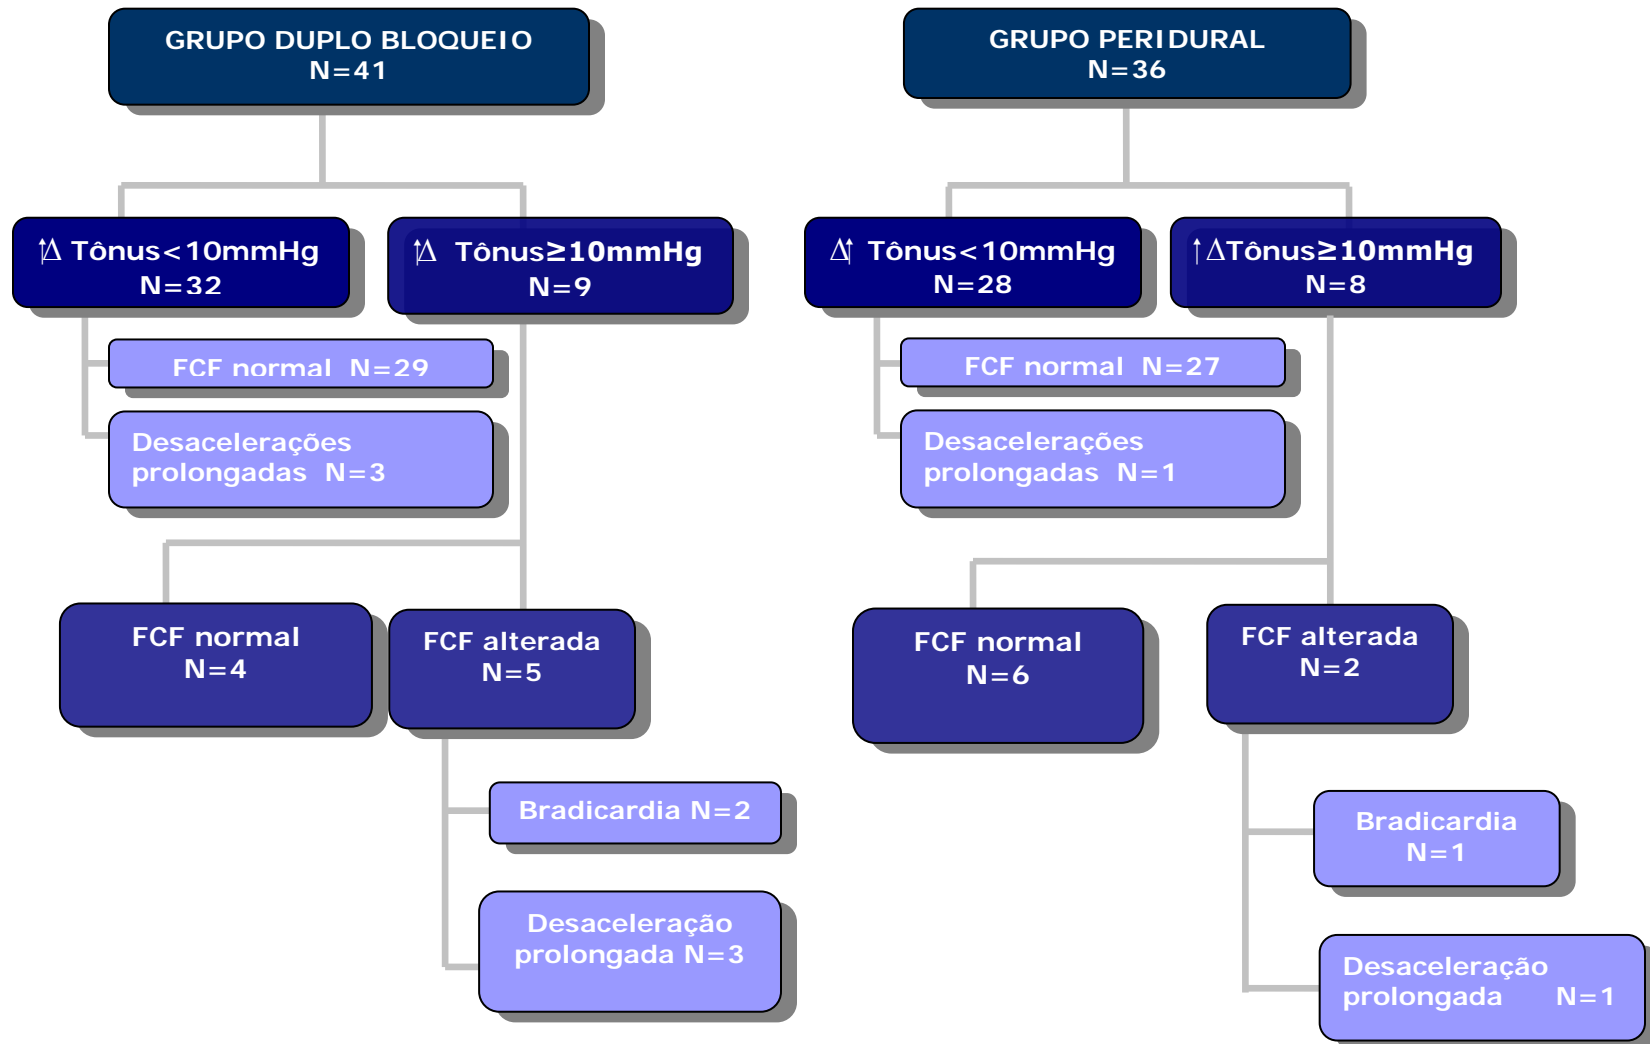 GRUPO DUPLO BLOQUEIO
N=41
↑Δ Tônus<10mmHg
N=32
↑Δ Tônus≥10mmHg
N=9
FCF normal N=29
Desacelerações
prolongadas N=3
FCF normal
N=4
FCF alterada
N=5
Bradicardia N=2
Desaceleração
prolongada N=3
GRUPO PERIDURAL
N=36
Δ↑ Tônus<10mmHg
N=28
↑ΔTônus≥10mmHg
N=8
FCF normal N=27
Desacelerações
prolongadas N=1
FCF normal
N=6
FCF alterada
N=2
Bradicardia
N=1
Desaceleração
prolongada N=1